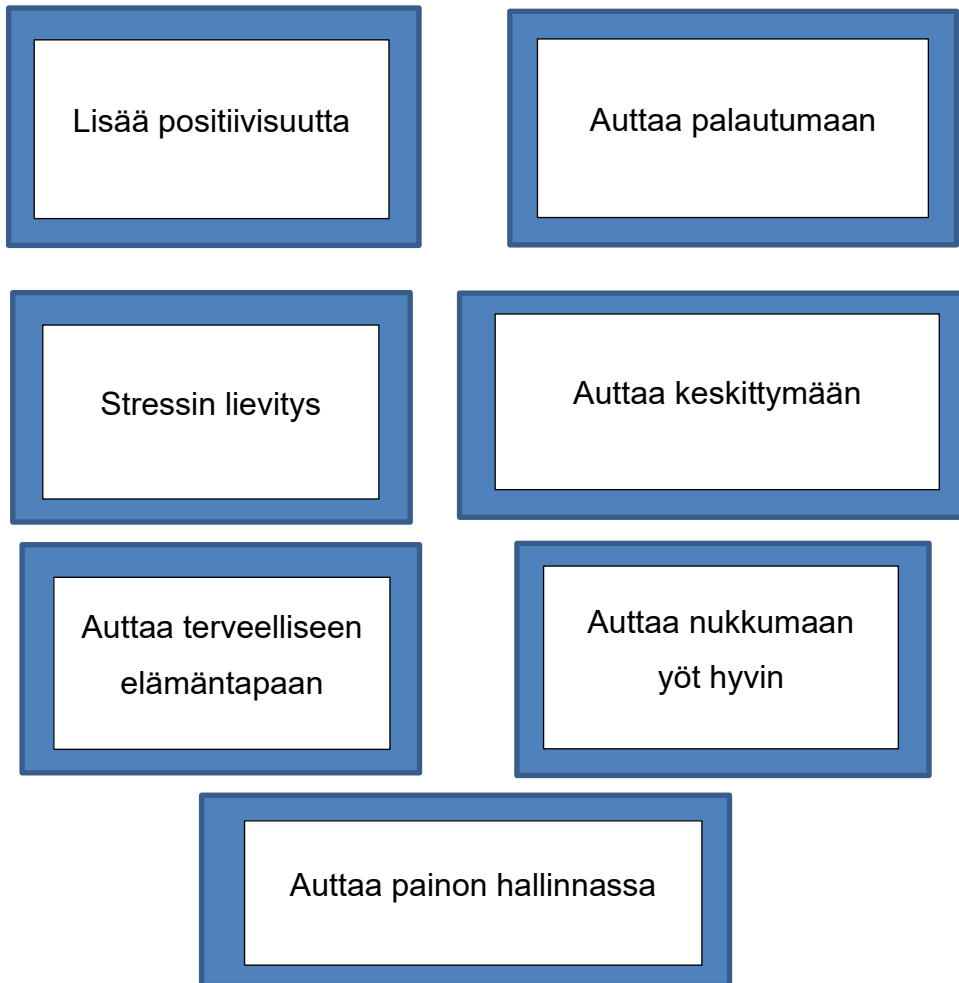 Lisää positiivisuutta
Auttaa palautumaan
Stressin lievitys
Auttaa keskittymään
Auttaa terveelliseen
elämäntapaan
Auttaa nukkumaan
yöt hyvin
Auttaa painon hallinnassa